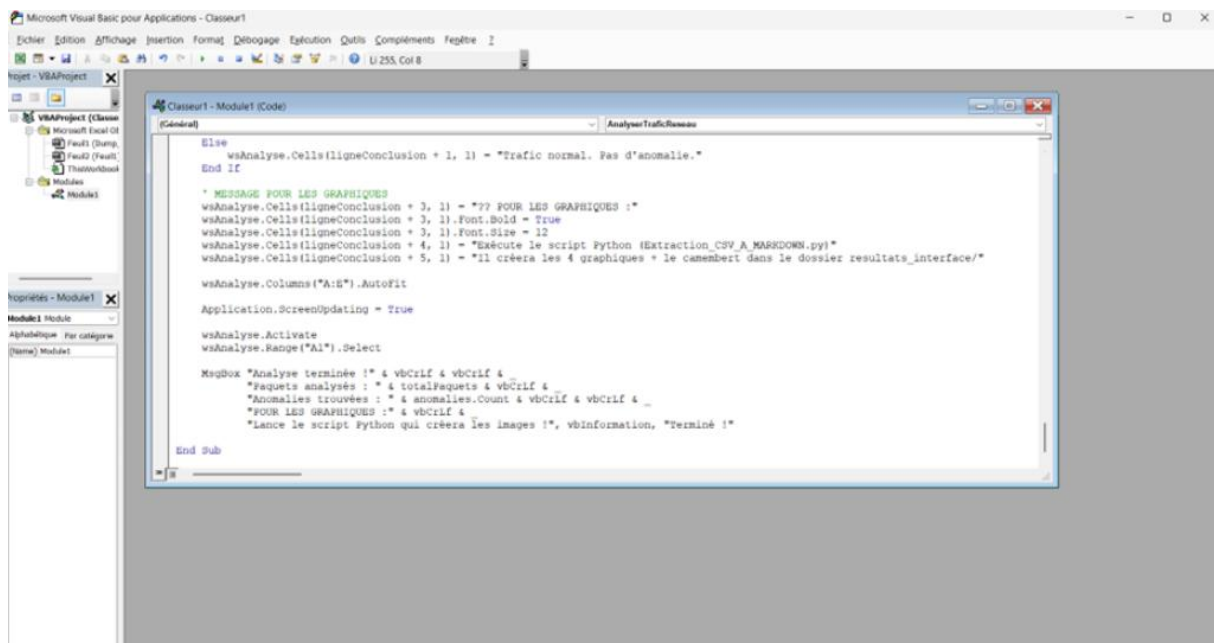 Microsoft Visual Basic pour Applications - Classeur1
Fichier Edition Affichage Insertion Format Débogage Exécution Outils Compléments Fenêtre ?
Li 255, Col 8
Projet - VBAProject
VBAProject (Classe
Microsoft Excel Ob
Feuil1 (Dump_
Feuil2 (Feuil1
ThisWorkbook
Modules
Module1
Propriétés - Module1
Module1 Module
Alphabétique Par catégorie
(Name) Module1
Classeur1 - Module1 (Code)
(Général) AnalyserTraficReseau
Else
wsAnalyse.Cells(ligneConclusion + 1, 1) = "Trafic normal. Pas d'anomalie."
End If
' MESSAGE POUR LES GRAPHIQUES
wsAnalyse.Cells(ligneConclusion + 3, 1) = "?? POUR LES GRAPHIQUES :"
wsAnalyse.Cells(ligneConclusion + 3, 1).Font.Bold = True
wsAnalyse.Cells(ligneConclusion + 3, 1).Font.Size = 12
wsAnalyse.Cells(ligneConclusion + 4, 1) = "Exécute le script Python (Extraction_CSV_A_MARKDOWN.py)"
wsAnalyse.Cells(ligneConclusion + 5, 1) = "Il créera les 4 graphiques + le camembert dans le dossier resultats_interface/"
wsAnalyse.Columns("A:E").AutoFit
Application.ScreenUpdating = True
wsAnalyse.Activate
wsAnalyse.Range("A1").Select
MsgBox "Analyse terminée !" & vbCrLf & vbCrLf & _
"Paquets analysés : " & totalPaquets & vbCrLf & _
"Anomalies trouvées : " & anomalies.Count & vbCrLf & vbCrLf & _
"POUR LES GRAPHIQUES :" & vbCrLf & _
"Lance le script Python qui créera les images !", vbInformation, "Terminé !"
End Sub